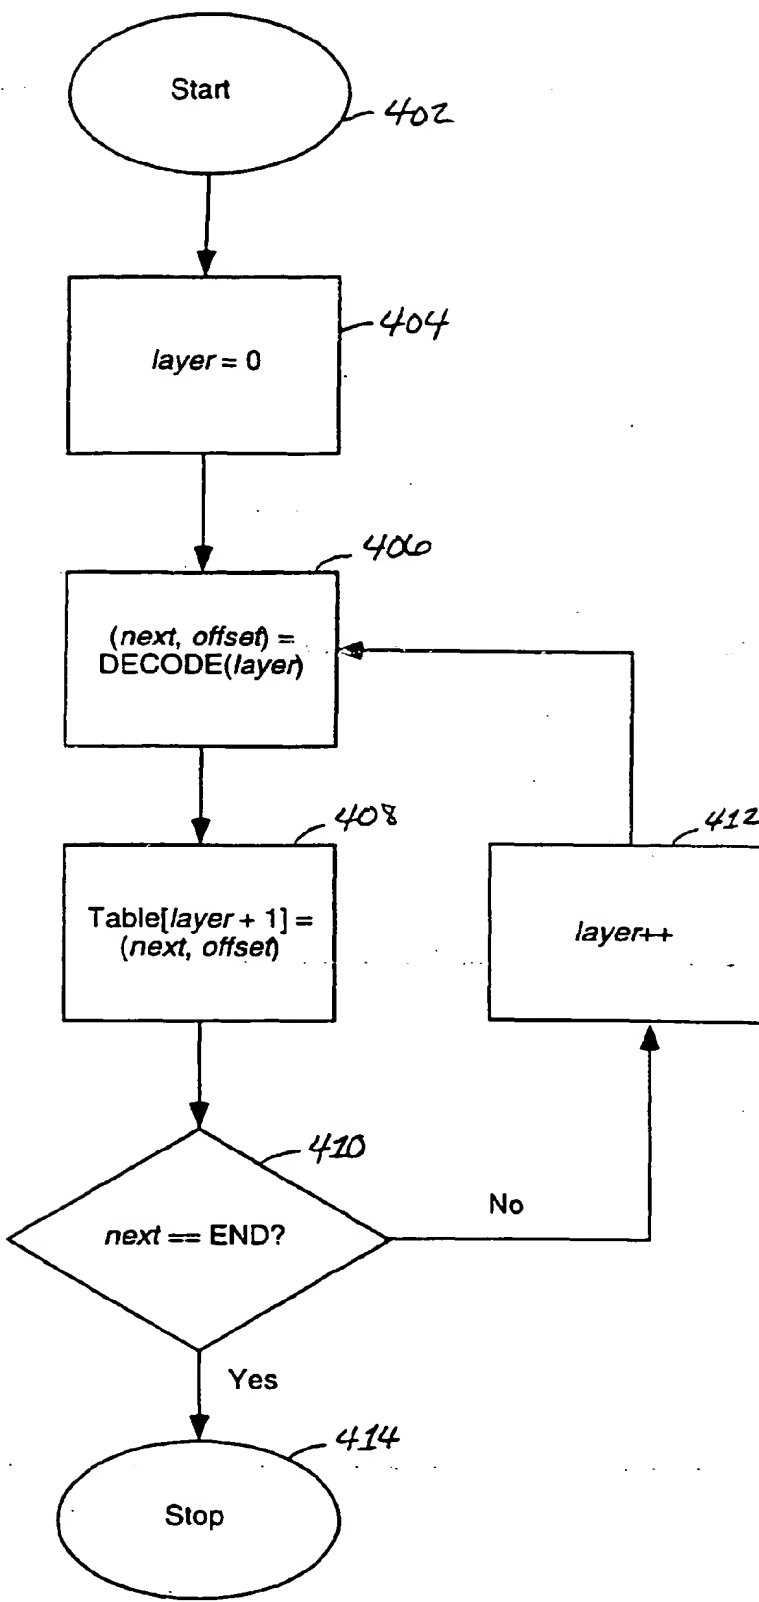 Start
402
layer = 0
404
406
(next, offset) =
DECODE(layer)
408
Table[layer + 1] =
(next, offset)
412
layer++
410
next == END?
No
Yes
414
Stop